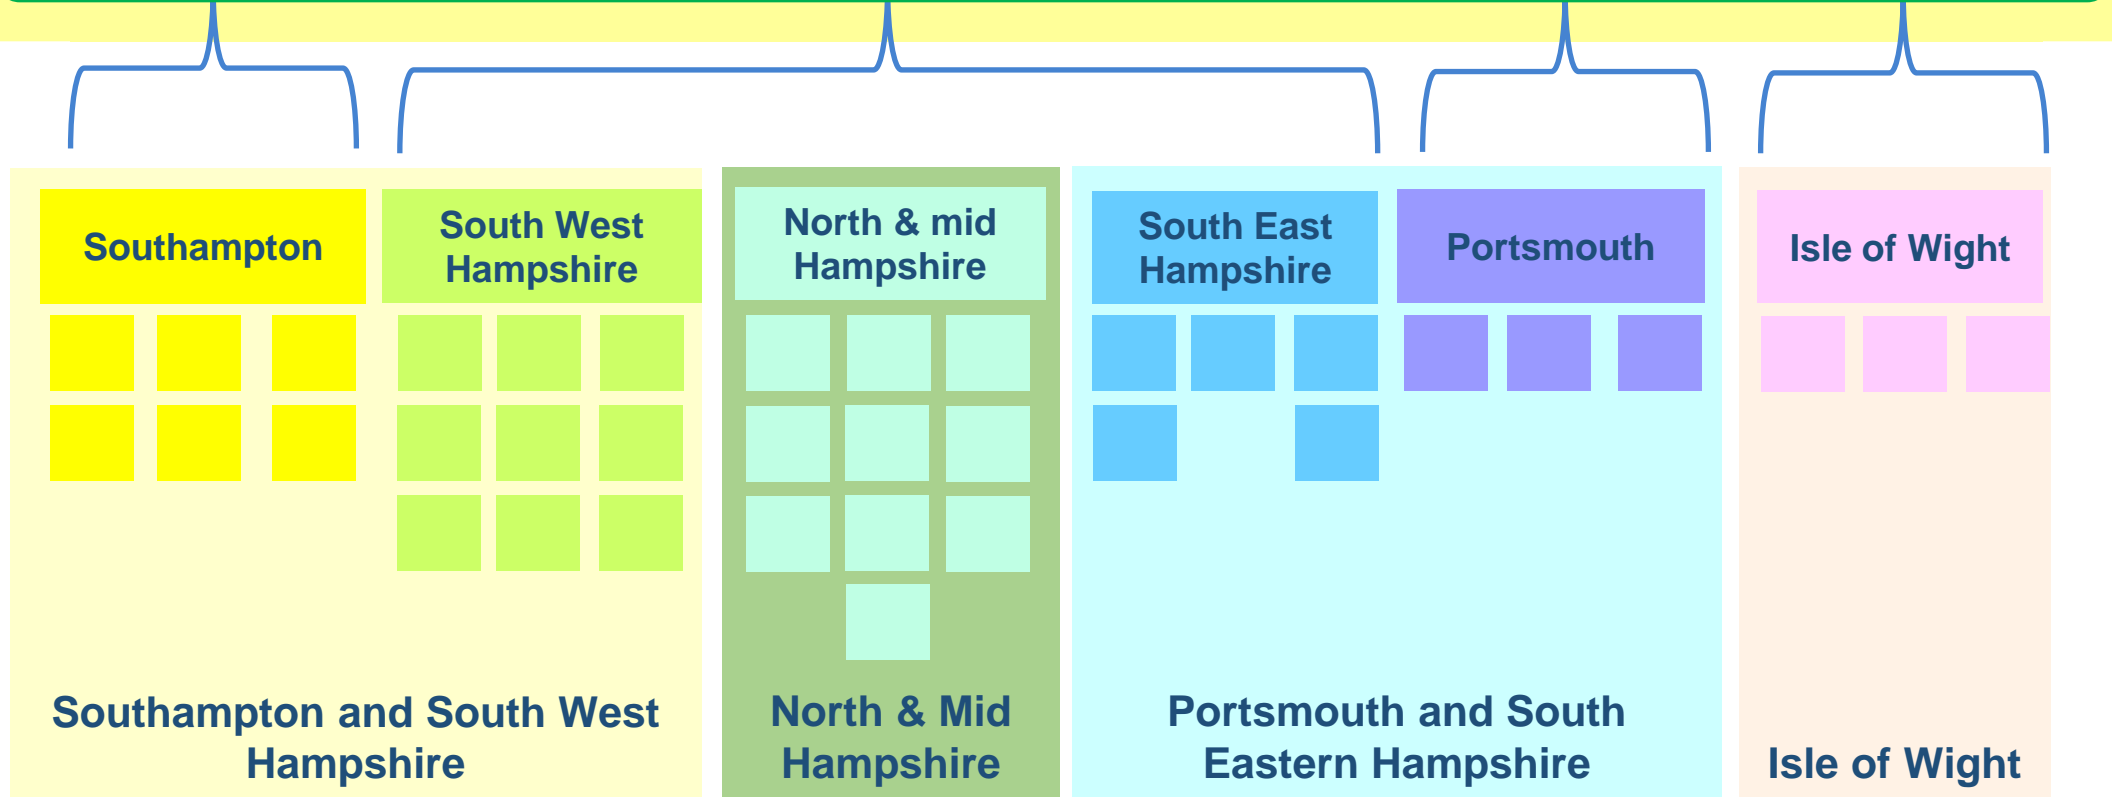 Southampton
South West
Hampshire
North & mid
Hampshire
South East
Hampshire
Portsmouth
Isle of Wight
Southampton and South West
Hampshire
North & Mid
Hampshire
Portsmouth and South
Eastern Hampshire
Isle of Wight